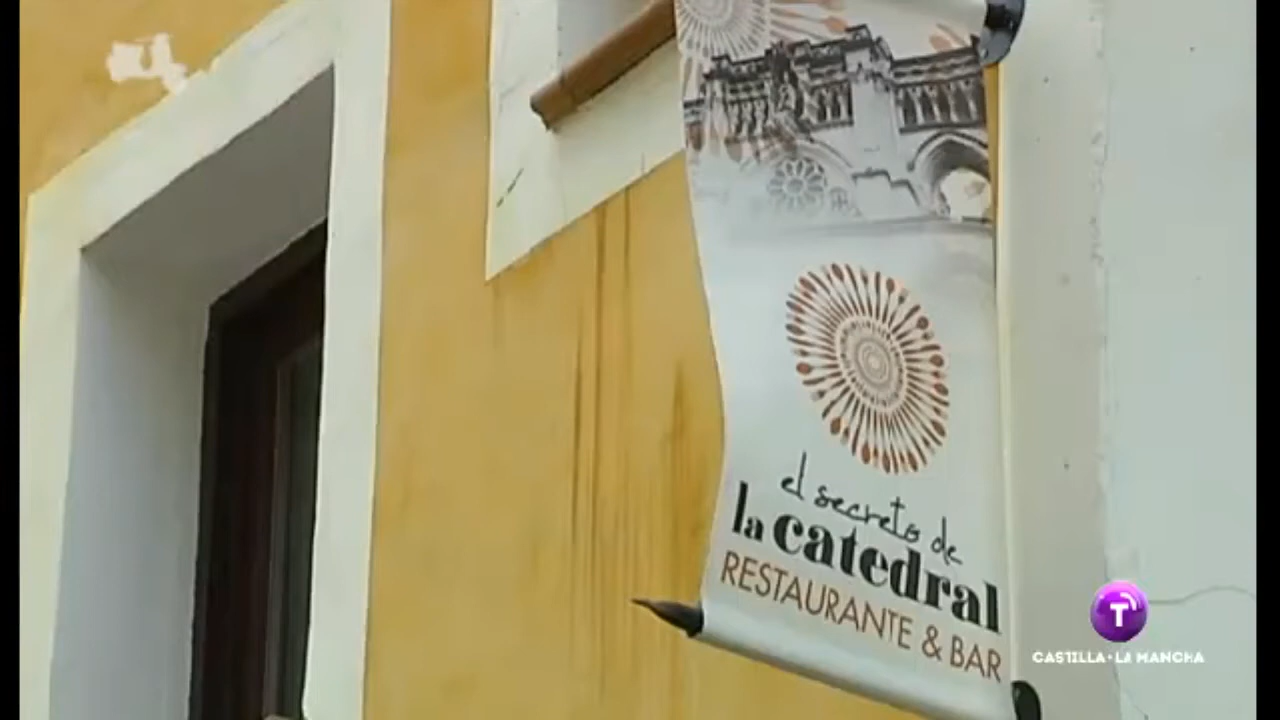 el secreto de
la catedral
RESTAURANTE & BAR
T
CASTILLA-LA MANCHA